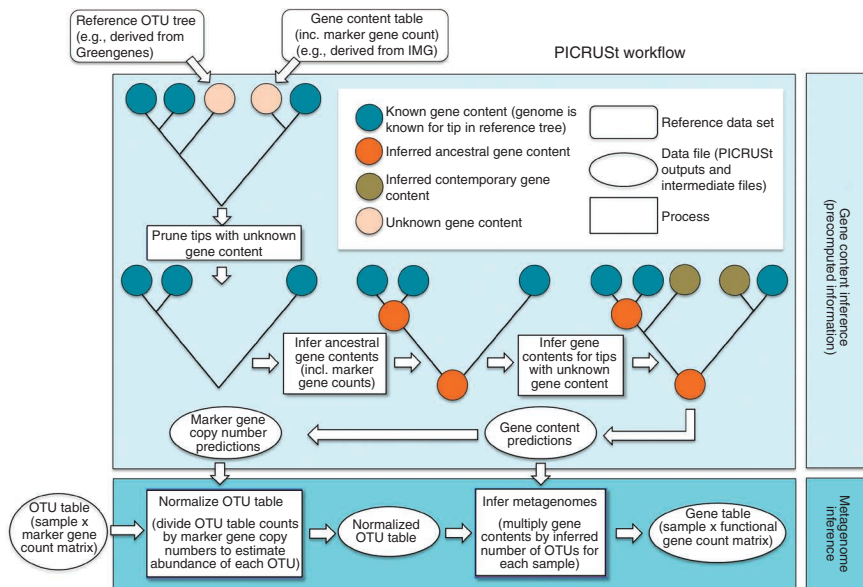 Reference OTU tree
(e.g., derived from
Greengenes)
Gene content table
(inc. marker gene count)
(e.g., derived from IMG)
PICRUSt workflow
Known gene content (genome is
known for tip in reference tree)
Inferred ancestral gene content
Inferred contemporary gene
content
Unknown gene content
Reference data set
Data file (PICRUSt
outputs and
intermediate files)
Process
Prune tips with unknown
gene content
Infer ancestral
gene contents
(incl. marker
gene counts)
Infer gene
contents for tips
with unknown
gene content
Marker gene
copy number
predictions
Gene content
predictions
Gene content inference
(precomputed information)
OTU table
(sample x
marker gene
count matrix)
Normalize OTU table
(divide OTU table counts
by marker gene copy
numbers to estimate
abundance of each OTU)
Normalized
OTU table
Infer metagenomes
(multiply gene
contents by inferred
number of OTUs for
each sample)
Gene table
(sample x functional
gene count matrix)
Metagenome
inference